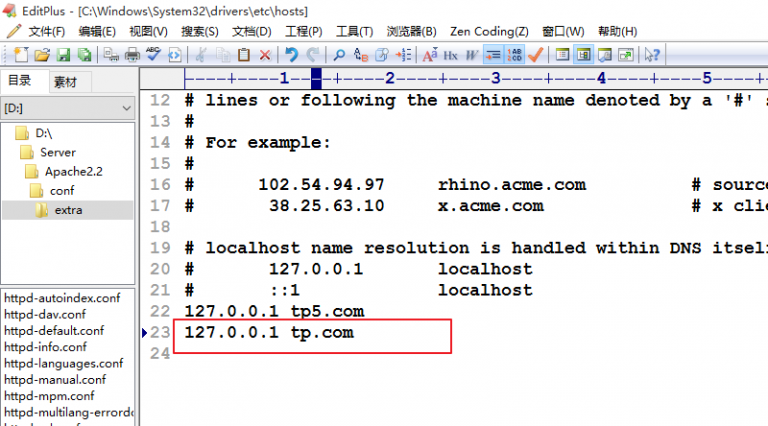 EditPlus - [C:\Windows\System32\drivers\etc\hosts]
文件(F) 编辑(E) 视图(V) 搜索(S) 文档(D) 工程(P) 工具(T) 浏览器(B) Zen Coding(Z) 窗口(W) 帮助(H)
目录 素材
[D:]
D:\
Server
Apache2.2
conf
extra
httpd-autoindex.conf
httpd-dav.conf
httpd-default.conf
httpd-info.conf
httpd-languages.conf
httpd-manual.conf
httpd-mpm.conf
httpd-multilang-errordo
----+----1----+----2----+----3----+----4----+----5
12 # lines or following the machine name denoted by a '#' s
13 #
14 # For example:
15 #
16 # 102.54.94.97 rhino.acme.com # source
17 # 38.25.63.10 x.acme.com # x clie
18
19 # localhost name resolution is handled within DNS itself
20 # 127.0.0.1 localhost
21 # ::1 localhost
22 127.0.0.1 tp5.com
23 127.0.0.1 tp.com
24